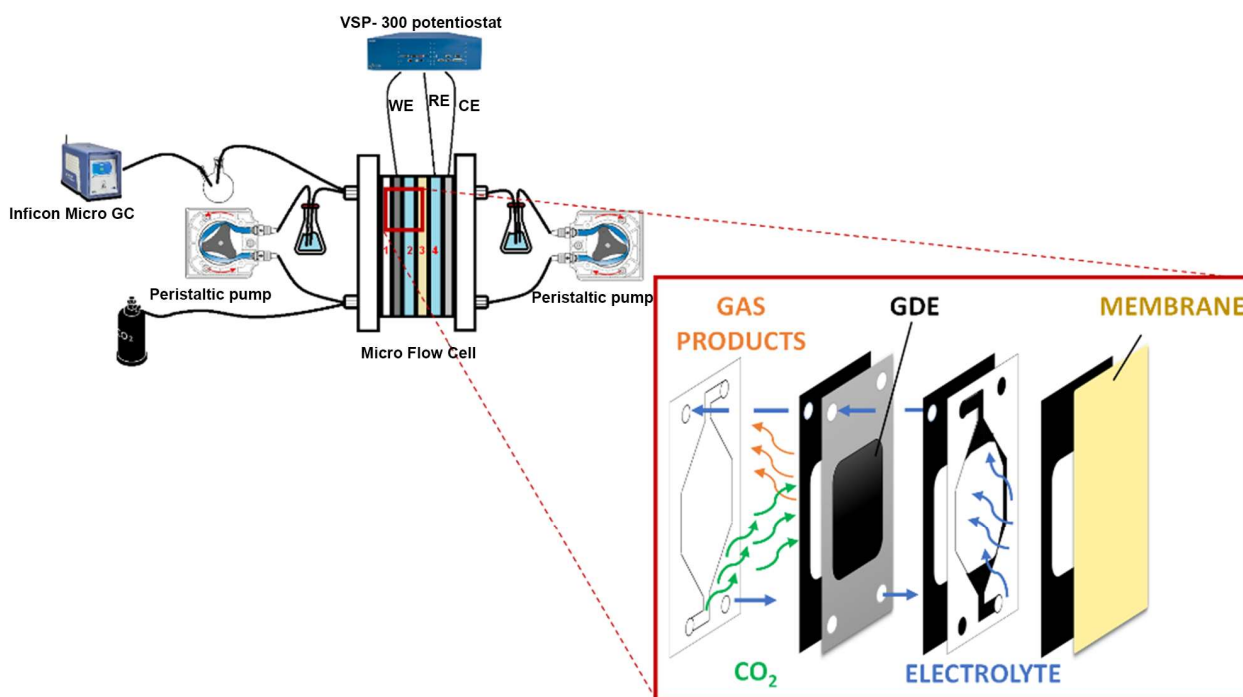 VSP- 300 potentiostat
WE
RE
CE
Inficon Micro GC
Peristaltic pump
CO2
1
2
3
4
Peristaltic pump
Micro Flow Cell
GAS
PRODUCTS
GDE
MEMBRANE
CO₂
ELECTROLYTE